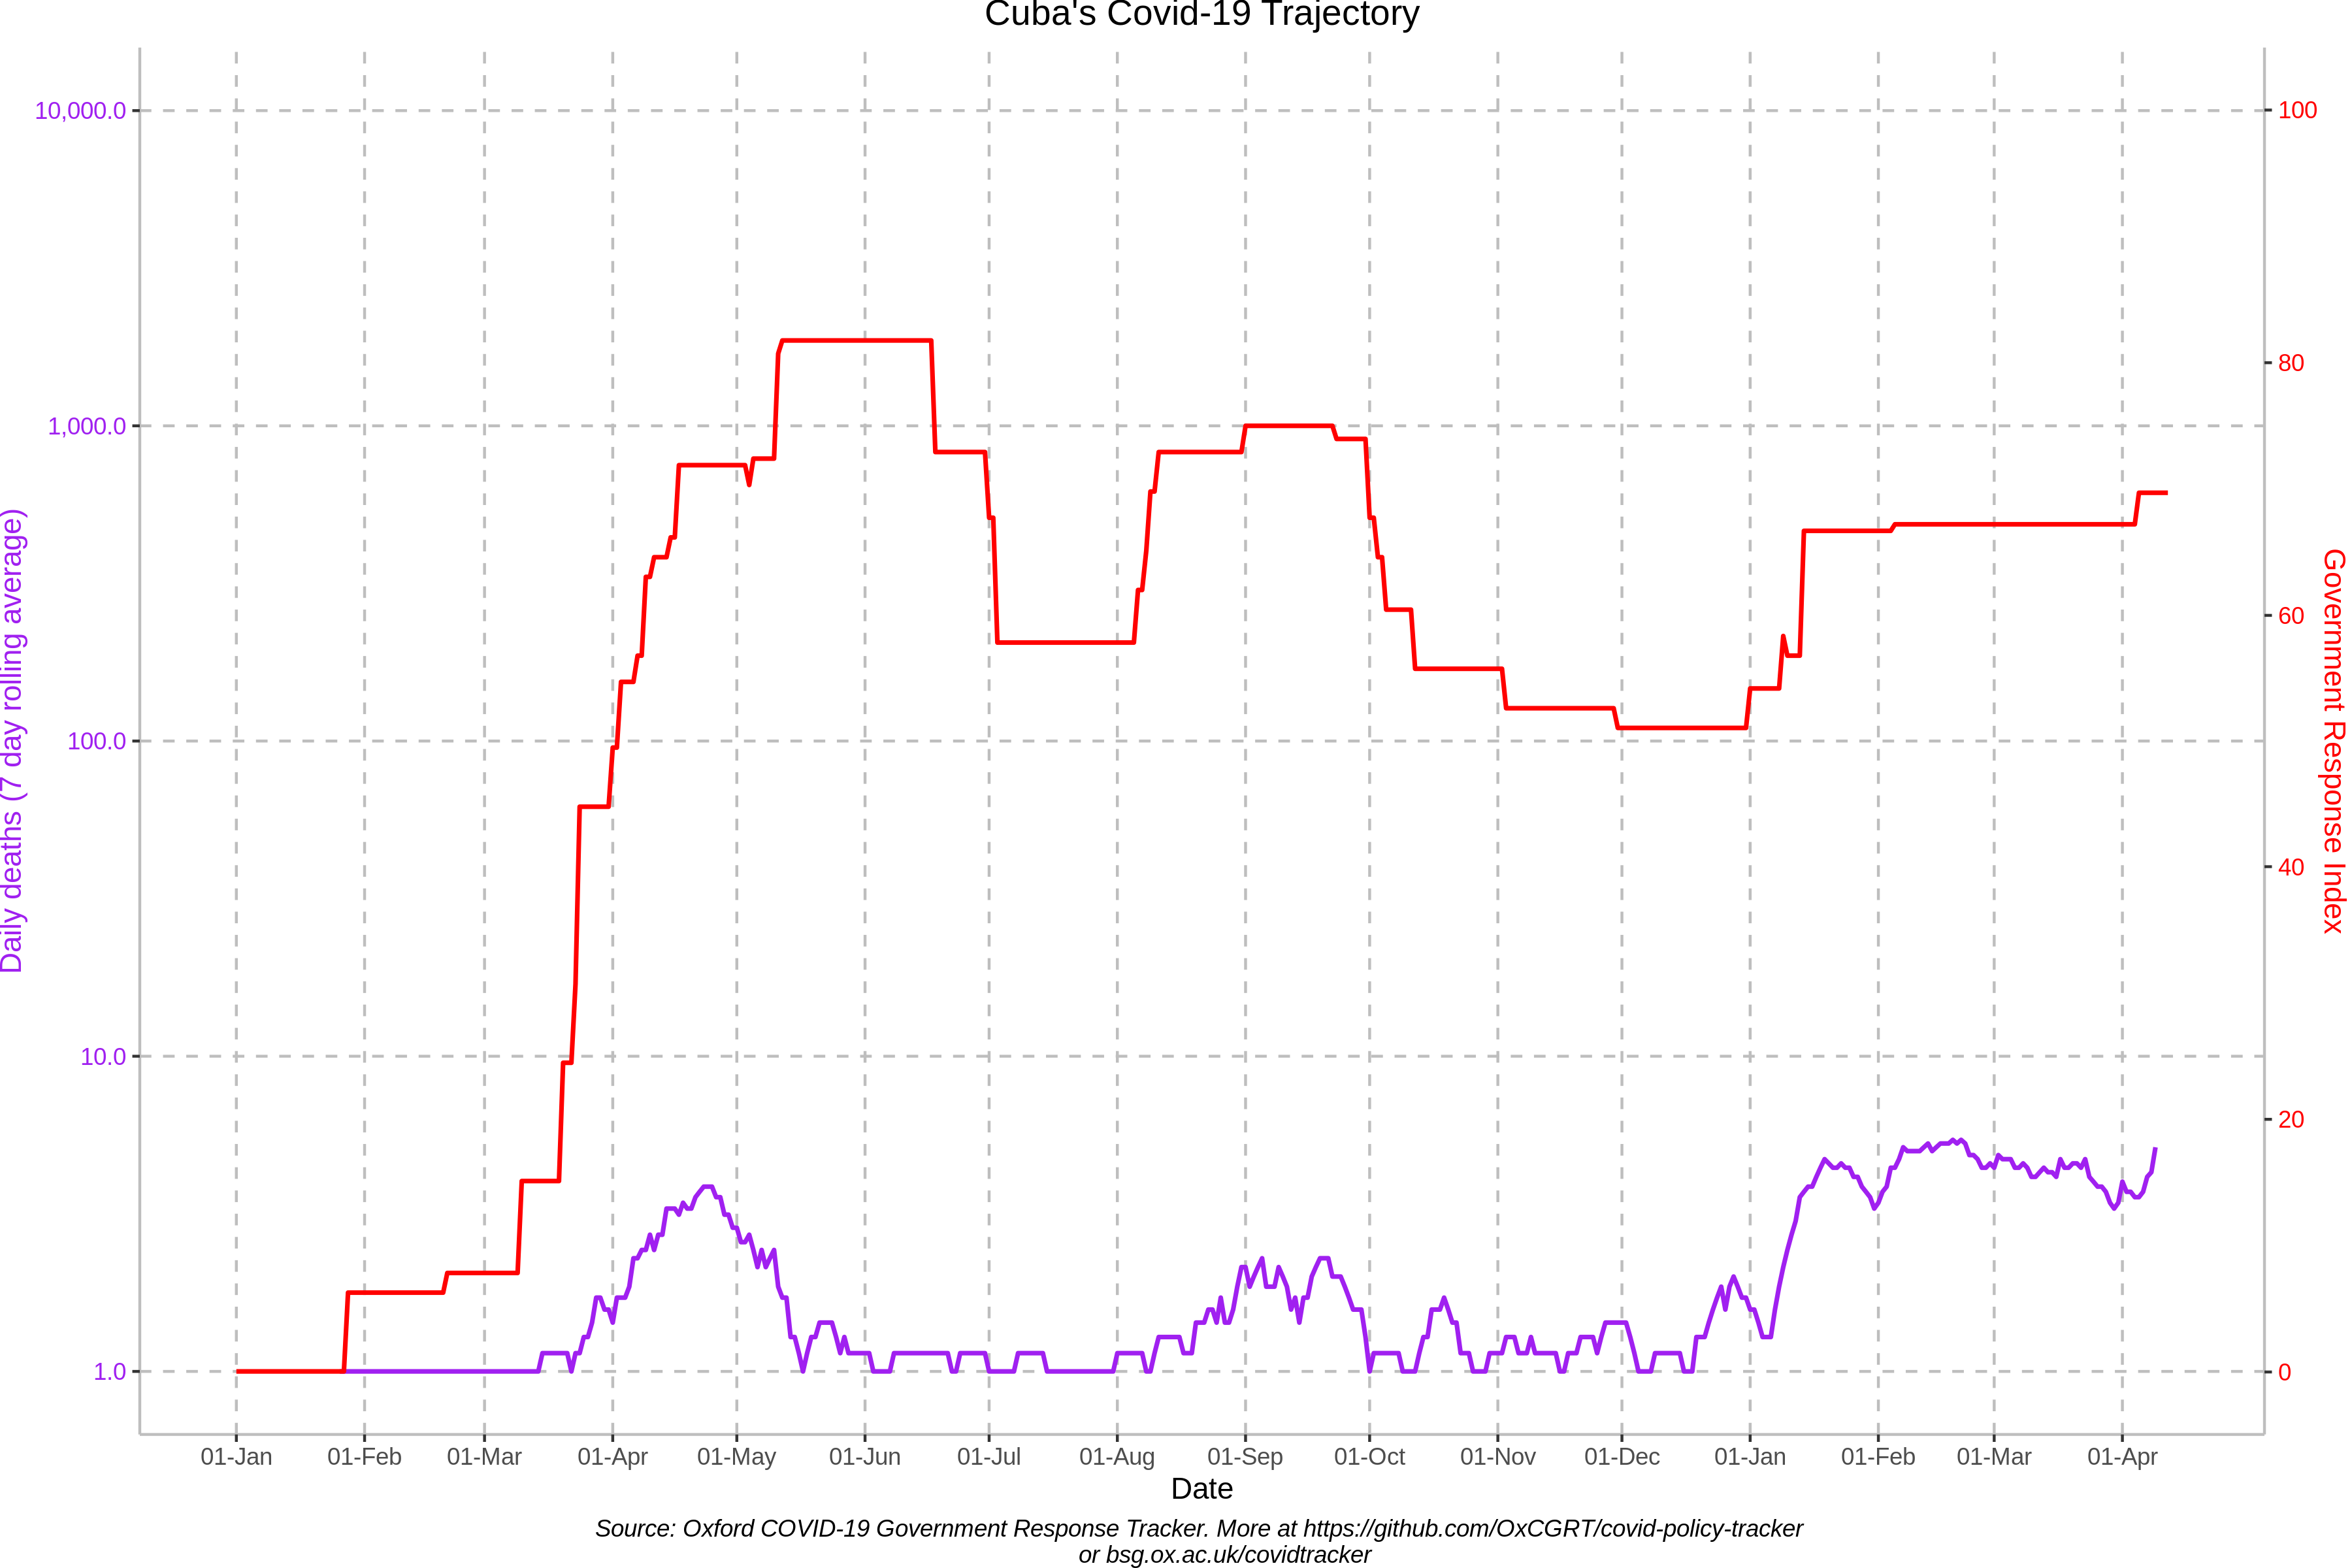 Cuba's Covid-19 Trajectory
10,000.0
1,000.0
100.0
10.0
1.0
Daily deaths (7 day rolling average)
100
80
60
40
20
0
Government Response Index
01-Jan 01-Feb 01-Mar 01-Apr 01-May 01-Jun 01-Jul 01-Aug 01-Sep 01-Oct 01-Nov 01-Dec 01-Jan 01-Feb 01-Mar 01-Apr
Date
Source: Oxford COVID-19 Government Response Tracker. More at https://github.com/OxCGRT/covid-policy-tracker
or bsg.ox.ac.uk/covidtracker